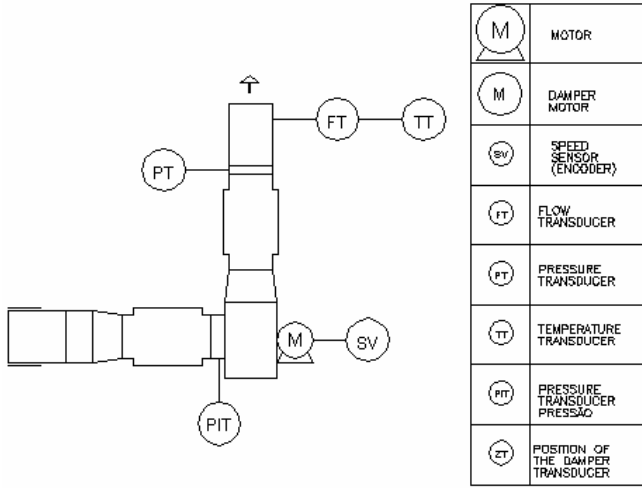 FT
TT
PT
M
SV
PIT
M
MOTOR
M
DAMPER
MOTOR
SV
SPEED
SENSOR
(ENCODER)
FT
FLOW
TRANSDUCER
PT
PRESSURE
TRANSDUCER
TT
TEMPERATURE
TRANSDUCER
PIT
PRESSURE
TRANSDUCER
PRESSÃO
ZT
POSITION OF
THE DAMPER
TRANSDUCER